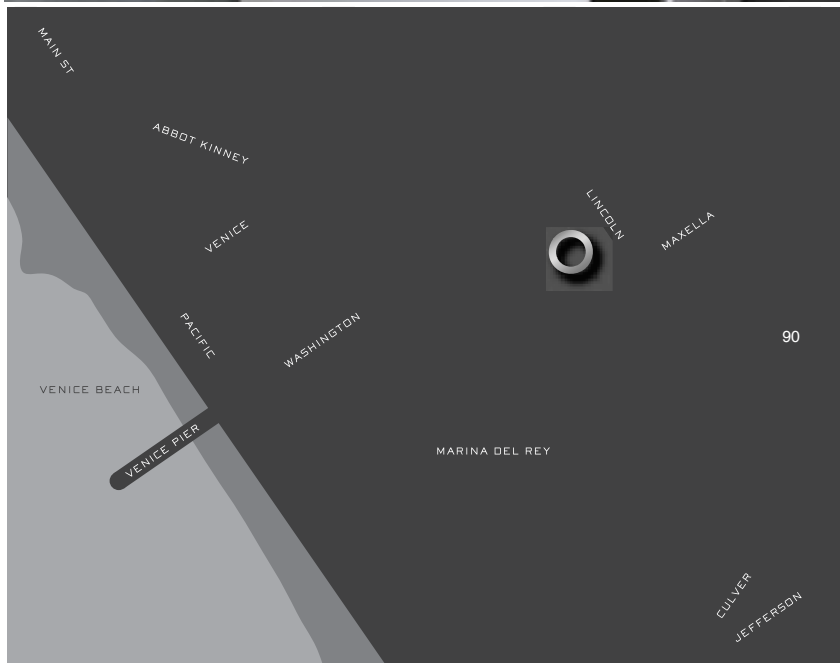 MAIN ST
ABBOT KINNEY
LINCOLN
MAXELLA
VENICE
PACIFIC
WASHINGTON
90
VENICE BEACH
VENICE PIER
MARINA DEL REY
CULVER
JEFFERSON